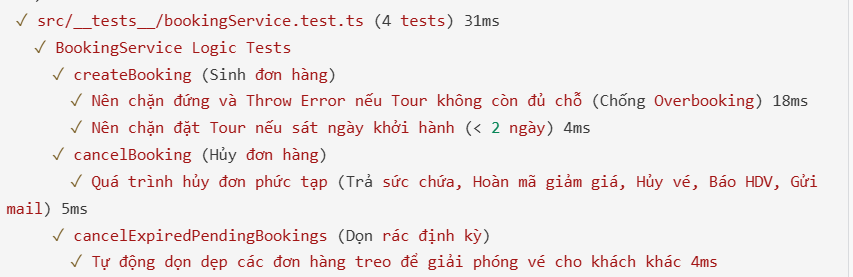 ✓ src/__tests__/bookingService.test.ts (4 tests) 31ms
✓ BookingService Logic Tests
✓ createBooking (Sinh đơn hàng)
✓ Nên chặn đứng và Throw Error nếu Tour không còn đủ chỗ (Chống Overbooking) 18ms
✓ Nên chặn đặt Tour nếu sát ngày khởi hành (< 2 ngày) 4ms
✓ cancelBooking (Hủy đơn hàng)
✓ Quá trình hủy đơn phức tạp (Trả sức chứa, Hoàn mã giảm giá, Hủy vé, Báo HDV, Gửi
mail) 5ms
✓ cancelExpiredPendingBookings (Dọn rác định kỳ)
✓ Tự động dọn dẹp các đơn hàng treo để giải phóng vé cho khách khác 4ms